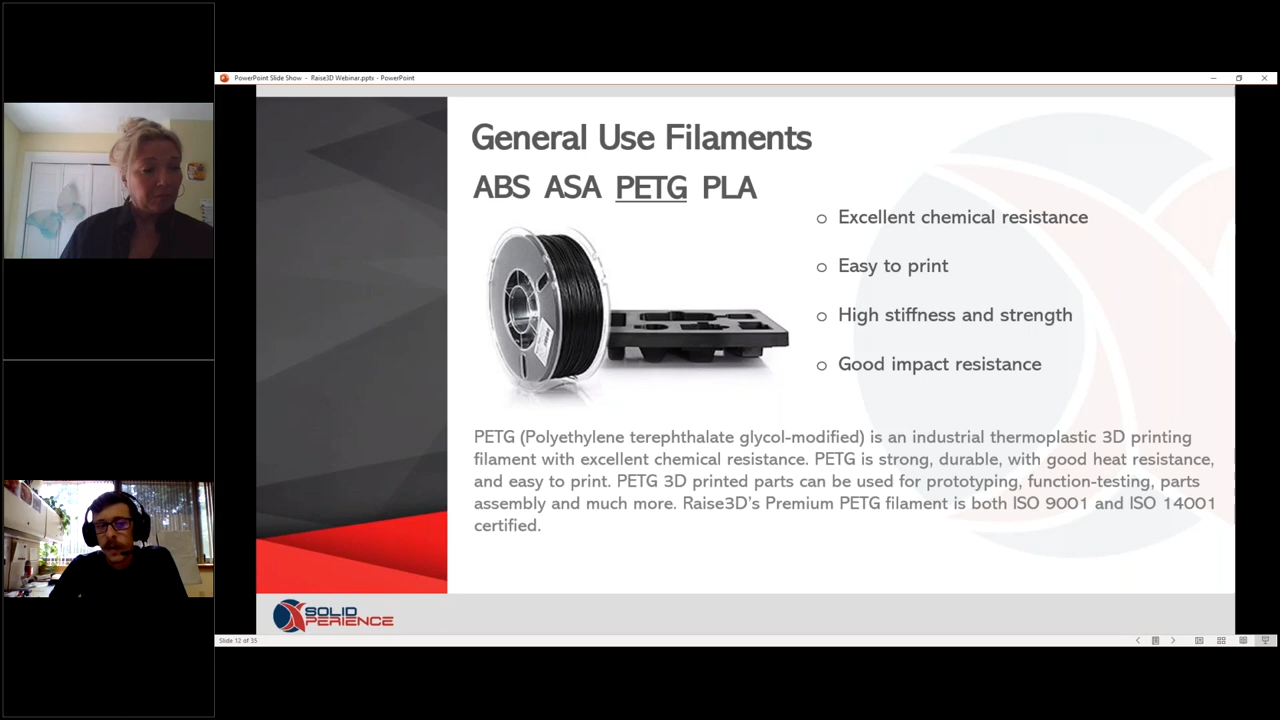 PowerPoint Slide Show - Raise3D Webinar.pptx - PowerPoint
General Use Filaments
ABS ASA PETG PLA
o Excellent chemical resistance
o Easy to print
o High stiffness and strength
o Good impact resistance
PETG (Polyethylene terephthalate glycol-modified) is an industrial thermoplastic 3D printing
filament with excellent chemical resistance. PETG is strong, durable, with good heat resistance,
and easy to print. PETG 3D printed parts can be used for prototyping, function-testing, parts
assembly and much more. Raise3D's Premium PETG filament is both ISO 9001 and ISO 14001
certified.
SOLID
XPERIENCE
Slide 12 of 35